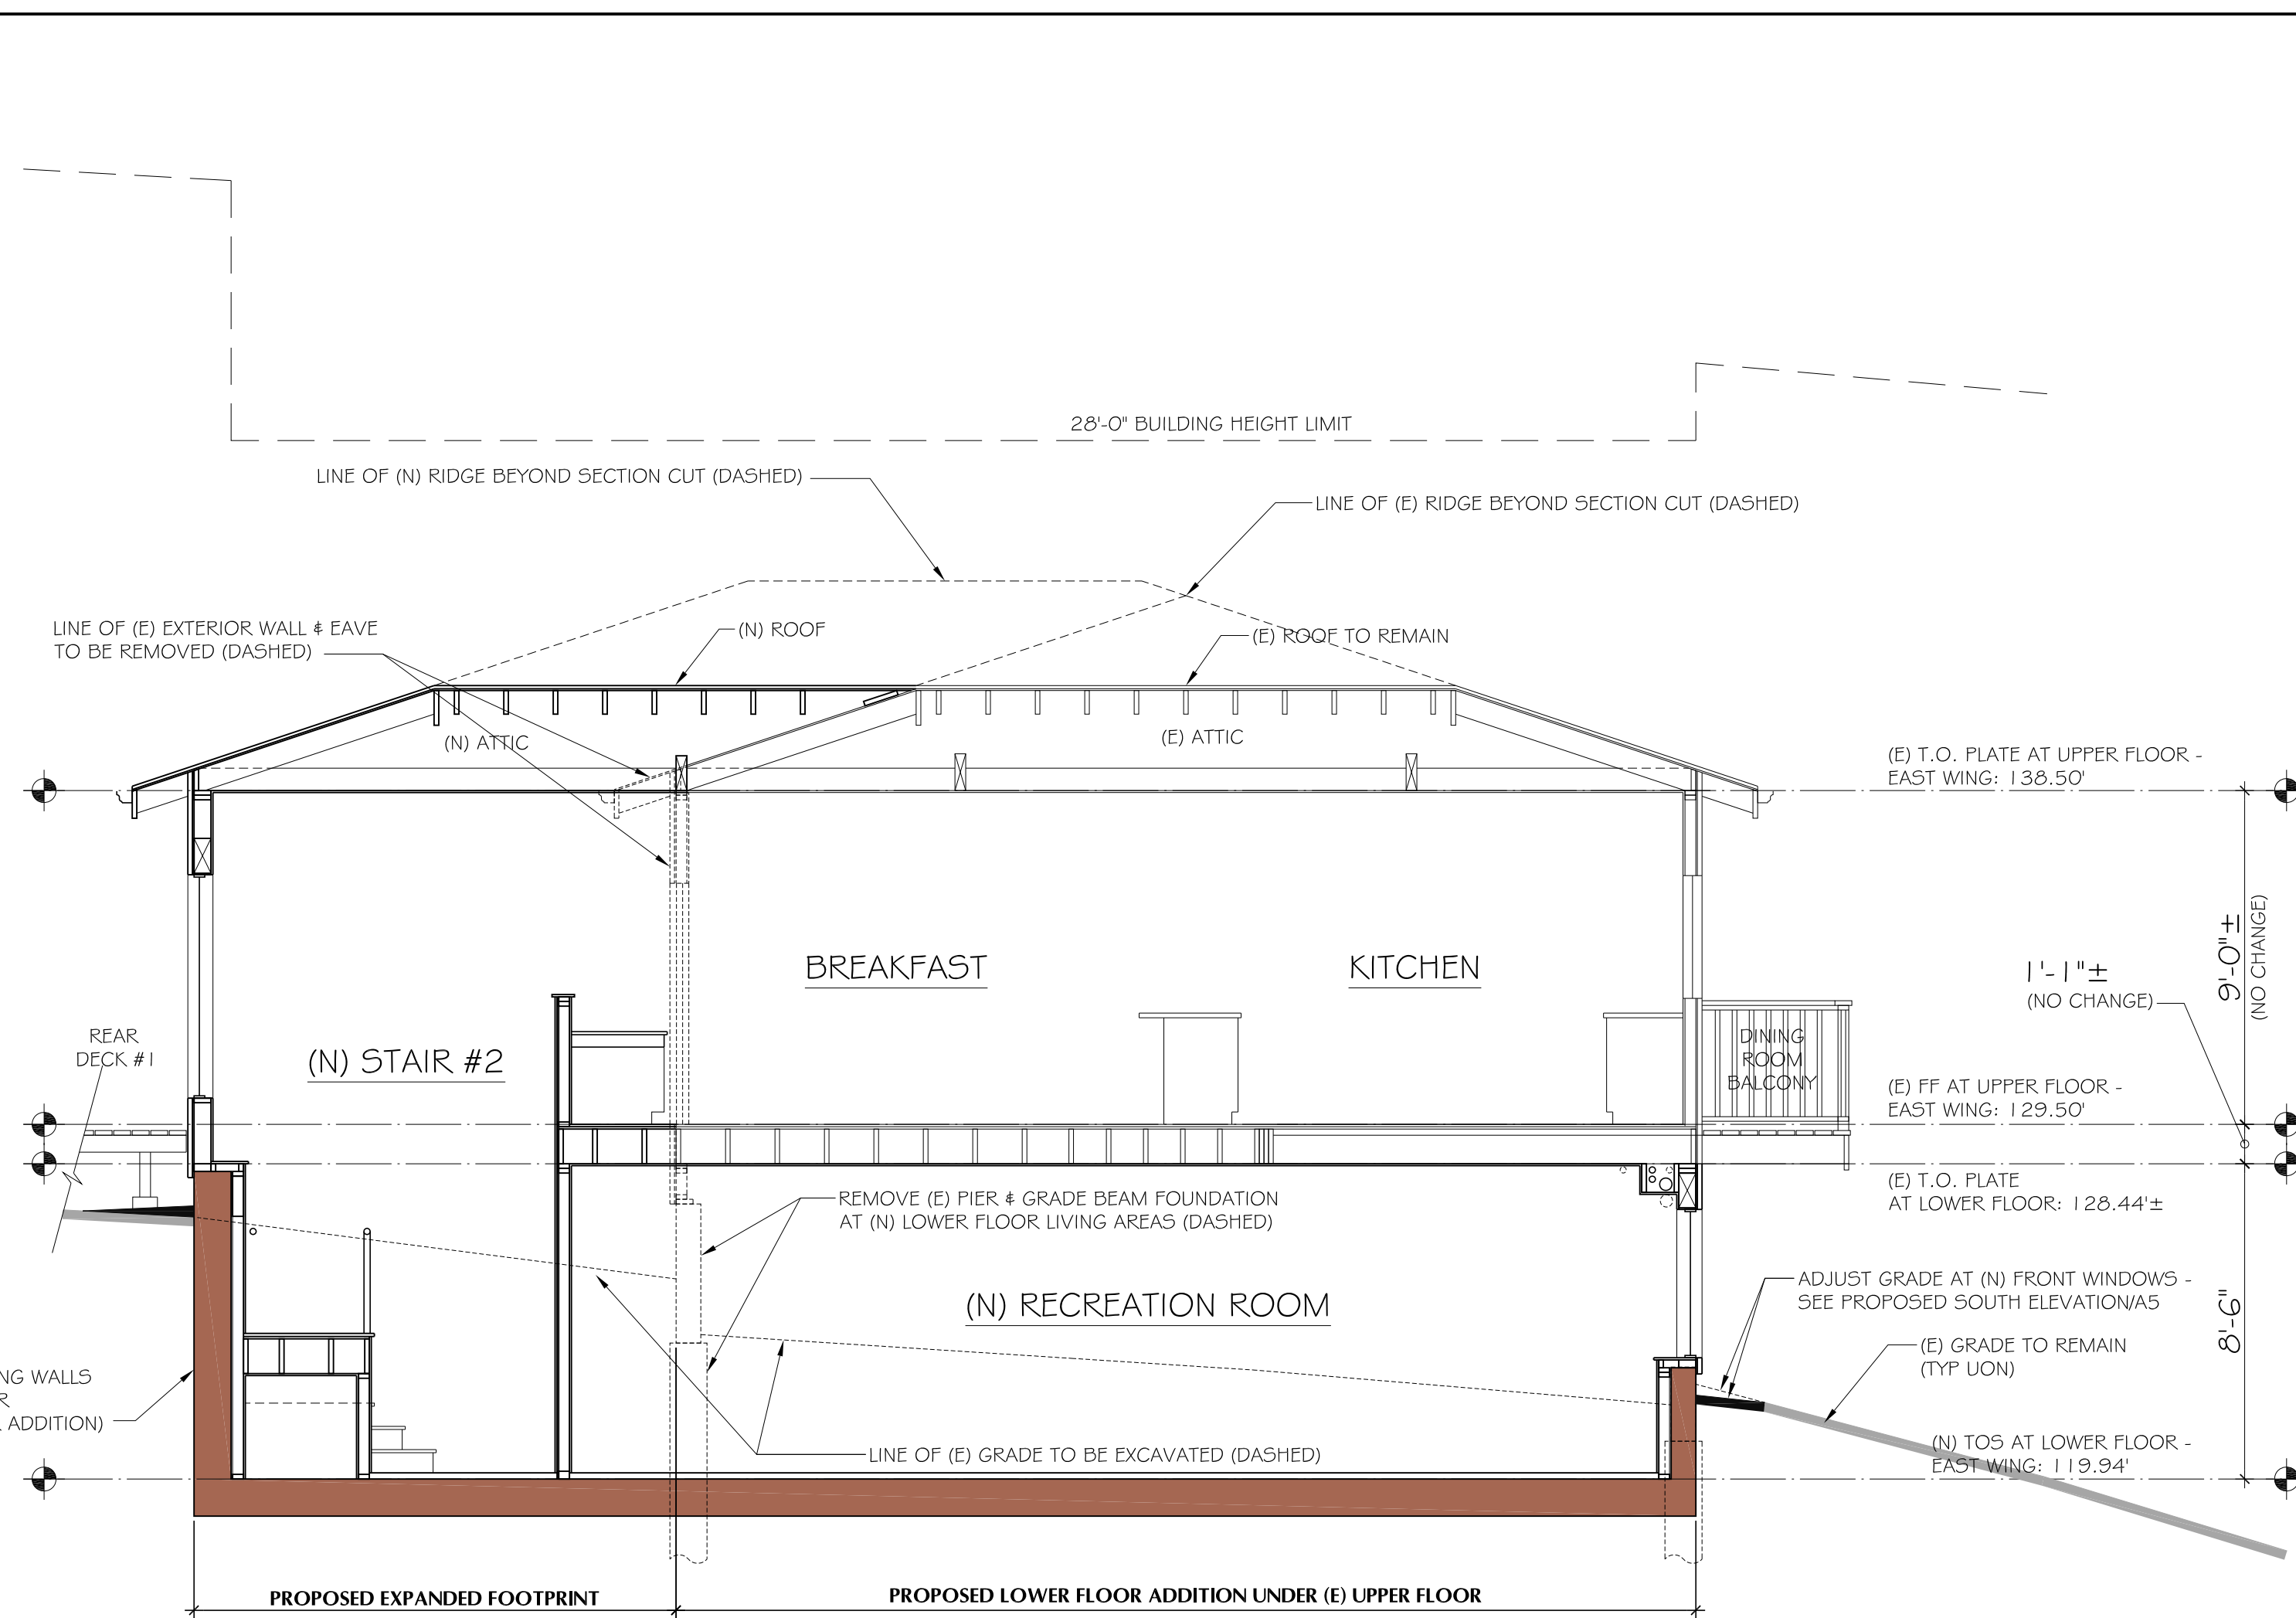 28'-0" BUILDING HEIGHT LIMIT
LINE OF (N) RIDGE BEYOND SECTION CUT (DASHED)
LINE OF (E) RIDGE BEYOND SECTION CUT (DASHED)
LINE OF (E) EXTERIOR WALL & EAVE
TO BE REMOVED (DASHED)
(N) ROOF
(E) ROOF TO REMAIN
(N) ATTIC
(E) ATTIC
(E) T.O. PLATE AT UPPER FLOOR -
EAST WING: 138.50'
BREAKFAST
KITCHEN
9'-0"±
(NO CHANGE)
1'-1"±
(NO CHANGE)
REAR
DECK #1
(N) STAIR #2
DINING
ROOM
BALCONY
(E) FF AT UPPER FLOOR -
EAST WING: 129.50'
(E) T.O. PLATE
AT LOWER FLOOR: 128.44'±
REMOVE (E) PIER & GRADE BEAM FOUNDATION
AT (N) LOWER FLOOR LIVING AREAS (DASHED)
(N) RECREATION ROOM
ADJUST GRADE AT (N) FRONT WINDOWS -
SEE PROPOSED SOUTH ELEVATION/A5
8'-6"
(E) GRADE TO REMAIN
(TYP UON)
NG WALLS
R
ADDITION)
LINE OF (E) GRADE TO BE EXCAVATED (DASHED)
(N) TOS AT LOWER FLOOR -
EAST WING: 119.94'
PROPOSED EXPANDED FOOTPRINT
PROPOSED LOWER FLOOR ADDITION UNDER (E) UPPER FLOOR